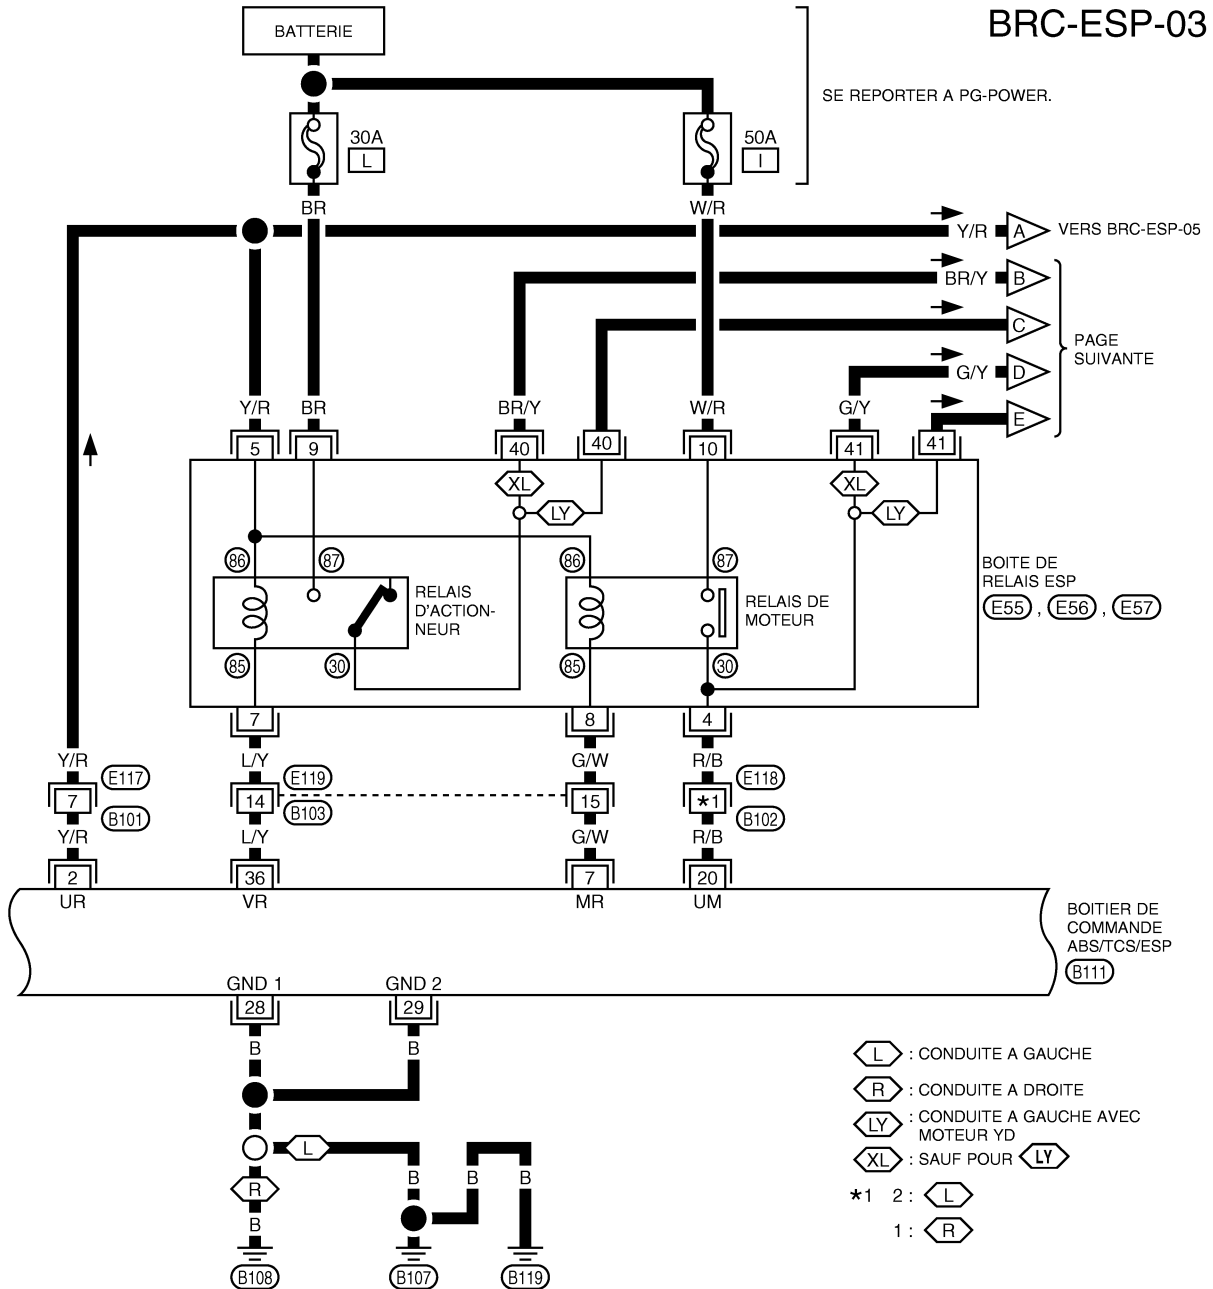 BRC-ESP-03
BATTERIE
SE REPORTER A PG-POWER.
30A
L
50A
I
BR
W/R
Y/R
A
VERS BRC-ESP-05
BR/Y
B
C
PAGE
SUIVANTE
G/Y
D
E
Y/R
BR
BR/Y
W/R
G/Y
5
9
40
40
10
41
41
XL
LY
XL
LY
86
87
86
87
RELAIS
D'ACTION-
NEUR
RELAIS DE
MOTEUR
BOITE DE
RELAIS ESP
E55 , E56 , E57
85
30
85
30
7
8
4
Y/R
L/Y
G/W
R/B
E117
E119
E118
7
14
15
*1
B101
B103
B102
Y/R
L/Y
G/W
R/B
2
36
7
20
UR
VR
MR
UM
BOITIER DE
COMMANDE
ABS/TCS/ESP
B111
GND 1
GND 2
28
29
B
B
L
R
B
B
B
B
B108
B107
B119
L : CONDUITE A GAUCHE
R : CONDUITE A DROITE
LY : CONDUITE A GAUCHE AVEC
MOTEUR YD
XL : SAUF POUR LY
*1 2 : L
1 : R